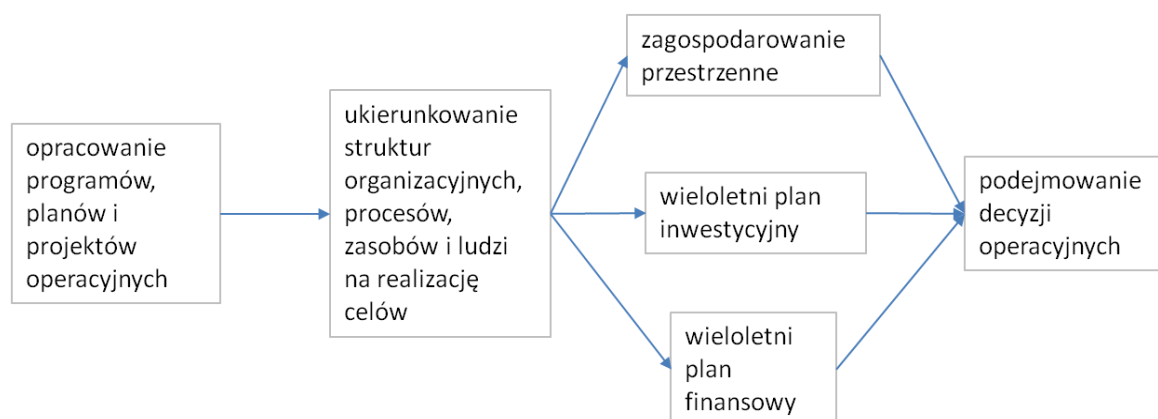 opracowanie
programów,
planów i
projektów
operacyjnych
ukierunkowanie
struktur
organizacyjnych,
procesów,
zasobów i ludzi
na realizację
celów
zagospodarowanie
przestrzenne
wieloletni plan
inwestycyjny
wieloletni
plan
finansowy
podejmowanie
decyzji
operacyjnych